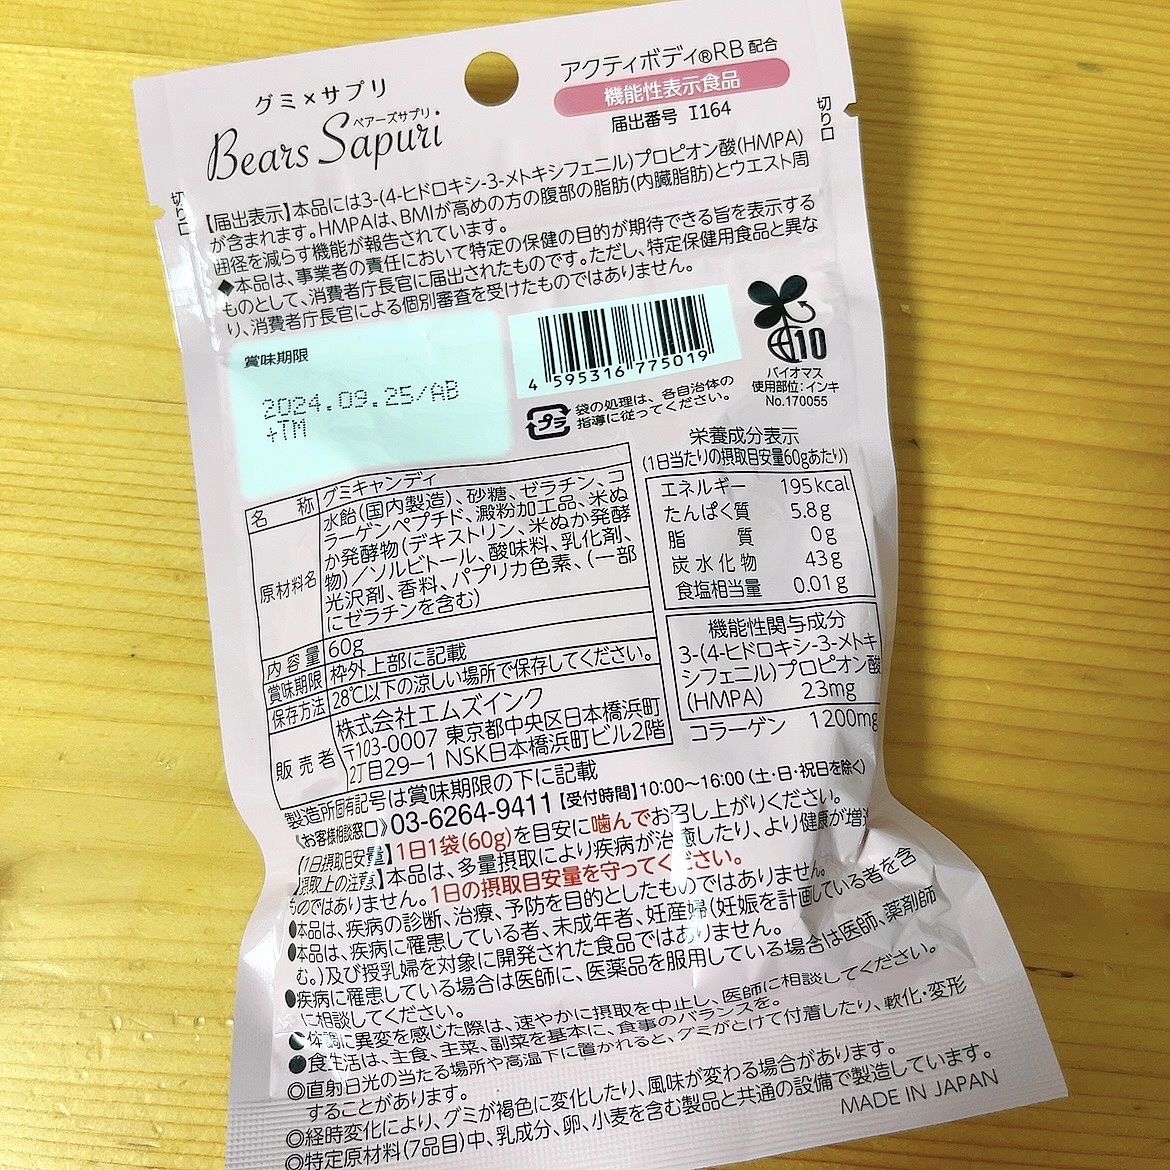 グミ×サプリ
ベアーズサプリ
Bears Sapuri
アクティボディ®RB配合
機能性表示食品
届出番号 I164
切り口
切り口
【届出表示】本品には3-(4-ヒドロキシ-3-メトキシフェニル)プロピオン酸(HMPA)
が含まれます。HMPAは、BMIが高めの方の腹部の脂肪(内臓脂肪)とウエスト周
囲径を減らす機能が報告されています。
◆本品は、事業者の責任において特定の保健の目的が期待できる旨を表示する
ものとして、消費者庁長官に届出されたものです。ただし、特定保健用食品と異な
り、消費者庁長官による個別審査を受けたものではありません。
賞味期限
2024.09.25/AB
+TM
4 595316 775019
プラ
袋の処理は、各自治体の
指導に従ってください。
10
バイオマス
使用部位:インキ
No.170055
名称 グミキャンディ
原材料名 水飴(国内製造)、砂糖、ゼラチン、コ
ラーゲンペプチド、澱粉加工品、米ぬ
か発酵物(デキストリン、米ぬか発酵
物)/ソルビトール、酸味料、乳化剤、
光沢剤、香料、パプリカ色素、(一部
にゼラチンを含む)
内容量 60g
賞味期限 枠外上部に記載
保存方法 28℃以下の涼しい場所で保存してください。
販売者 株式会社エムズインク
〒103-0007 東京都中央区日本橋浜町
2丁目29-1 NSK日本橋浜町ビル2階
栄養成分表示
(1日当たりの摂取目安量60gあたり)
エネルギー 195kcal
たんぱく質 5.8g
脂質 0g
炭水化物 43g
食塩相当量 0.01g
機能性関与成分
3-(4-ヒドロキシ-3-メトキ
シフェニル)プロピオン酸
(HMPA) 23mg
コラーゲン 1200mg
製造所固有記号は賞味期限の下に記載
《お客様相談窓口》03-6264-9411【受付時間】10:00〜16:00(土・日・祝日を除く)
【1日摂取目安量】1日1袋(60g)を目安に噛んでお召し上がりください。
【摂取上の注意】本品は、多量摂取により疾病が治癒したり、より健康が増進
ものではありません。1日の摂取目安量を守ってください。
●本品は、疾病の診断、治療、予防を目的としたものではありません。
●本品は、疾病に罹患している者、未成年者、妊産婦(妊娠を計画している者を含
む。)及び授乳婦を対象に開発された食品ではありません。
●疾病に罹患している場合は医師に、医薬品を服用している場合は医師、薬剤師
に相談してください。
●体調に異変を感じた際は、速やかに摂取を中止し、医師に相談してください。
●食生活は、主食、主菜、副菜を基本に、食事のバランスを。
◎直射日光の当たる場所や高温下に置かれると、グミがとけて付着したり、軟化・変形
することがあります。
◎経時変化により、グミが褐色に変化したり、風味が変わる場合があります。
◎特定原材料(7品目)中、乳成分、卵、小麦を含む製品と共通の設備で製造しています。
MADE IN JAPAN